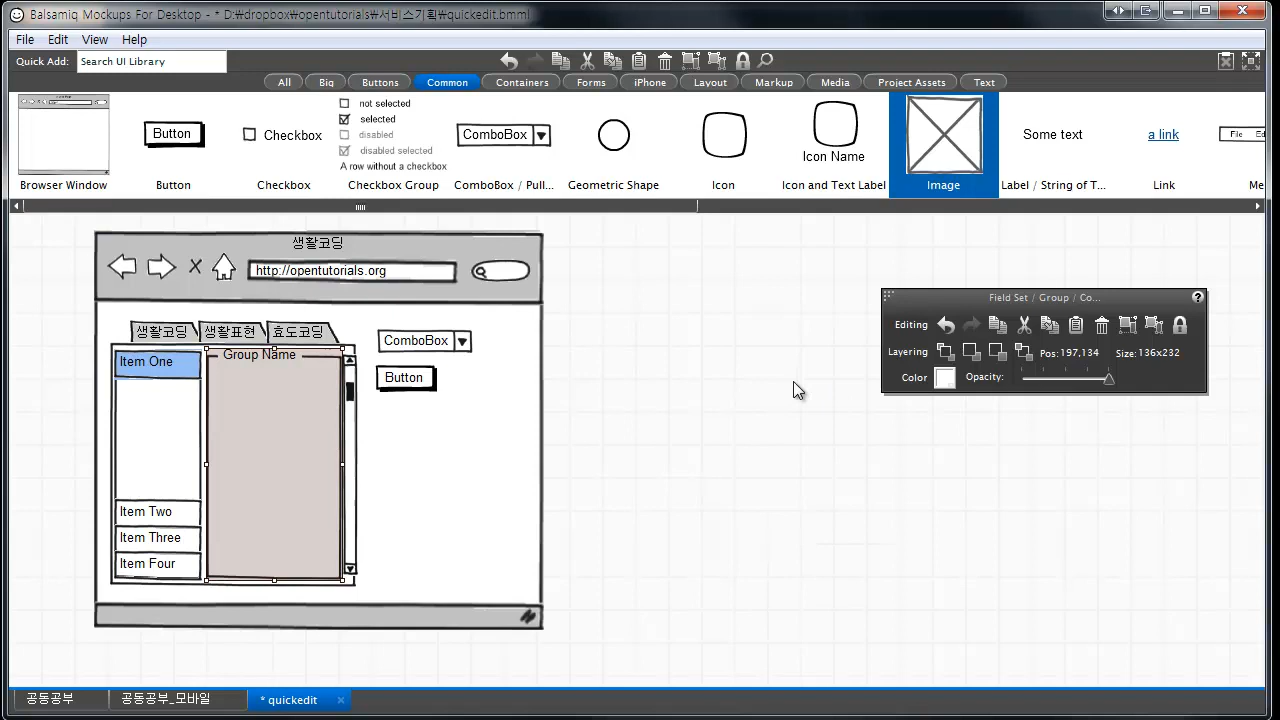 Balsamiq Mockups For Desktop - * D:\dropbox\opentutorials\서비스기획\quickedit.bmml
File Edit View Help
Quick Add: Search UI Library
All Big Buttons Common Containers Forms iPhone Layout Markup Media Project Assets Text
not selected
selected
disabled
disabled selected
A row without a checkbox
Button Checkbox ComboBox Icon Name Some text a link File Ed
Browser Window Button Checkbox Checkbox Group ComboBox / Pull... Geometric Shape Icon Icon and Text Label Image Label / String of T... Link Me
생활코딩
http://opentutorials.org
생활코딩 생활표현 효도코딩
ComboBox
Item One
Group Name
Button
Item Two
Item Three
Item Four
Field Set / Group / Co... ?
Editing
Layering Pos:197,134 Size:136x232
Color Opacity:
공동공부 공동공부_모바일 * quickedit